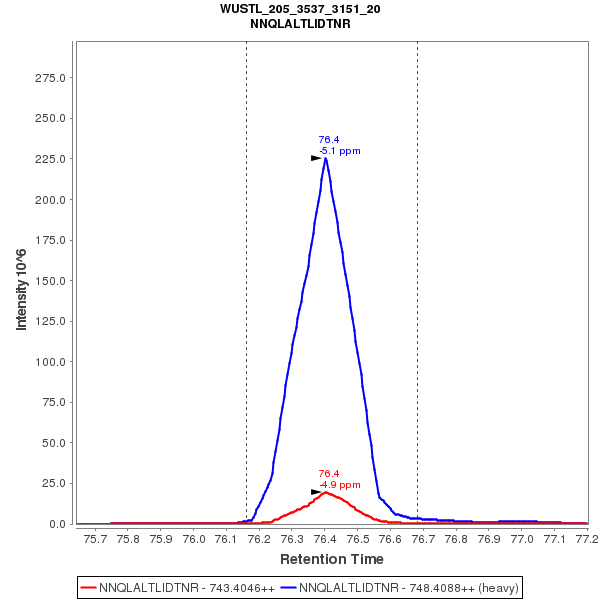 WUSTL_205_3537_3151_20
NNQLALTLIDTNR
Intensity 10^6
275.0
250.0
225.0
200.0
175.0
150.0
125.0
100.0
75.0
50.0
25.0
0.0
76.4
-5.1 ppm
76.4
-4.9 ppm
75.7 75.8 75.9 76.0 76.1 76.2 76.3 76.4 76.5 76.6 76.7 76.8 76.9 77.0 77.1 77.2
Retention Time
NNQLALTLIDTNR - 743.4046++ NNQLALTLIDTNR - 748.4088++ (heavy)